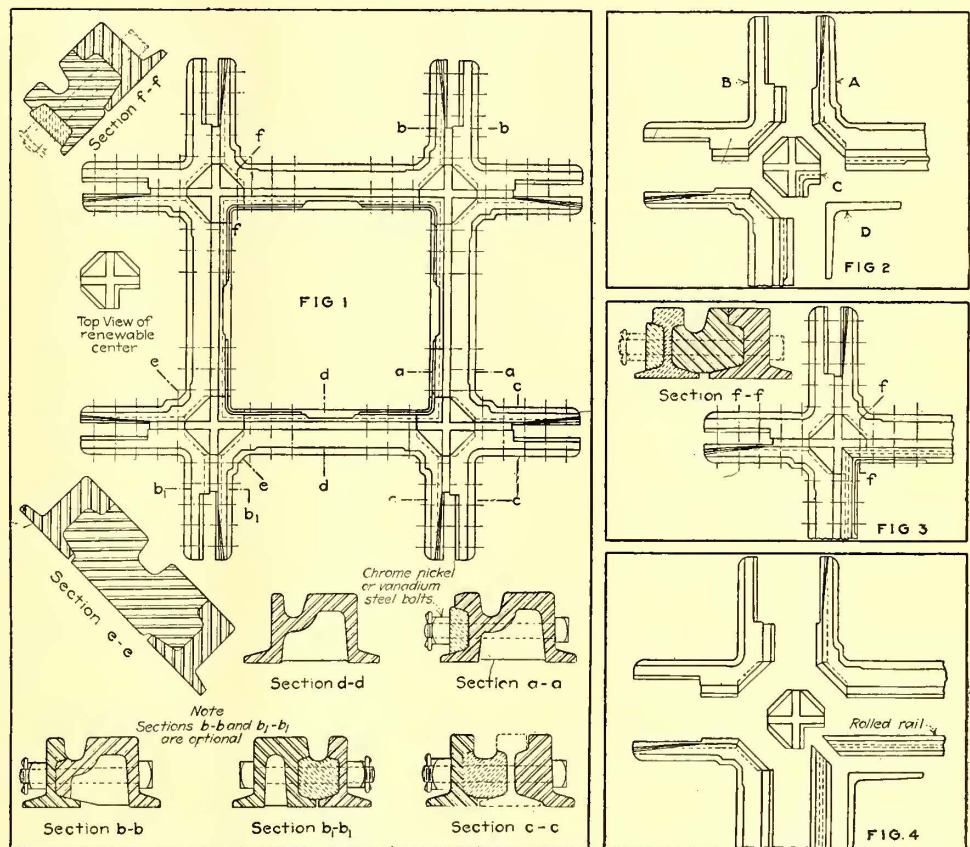 Section f-f
b
b
f
f
Top View of
renewable
center
FIG 1
e
d
a
a
c
b₁
b₁
e
d
c
c
Section e-e
Chrome nickel
or vanadium
steel bolts.
Section d-d
Section a-a
Note
Sections b-b and b₁-b₁
are optional
Section b-b
Section b₁-b₁
Section c-c
B
A
C
D
FIG 2
Section f-f
f
f
FIG 3
Rolled rail
FIG. 4